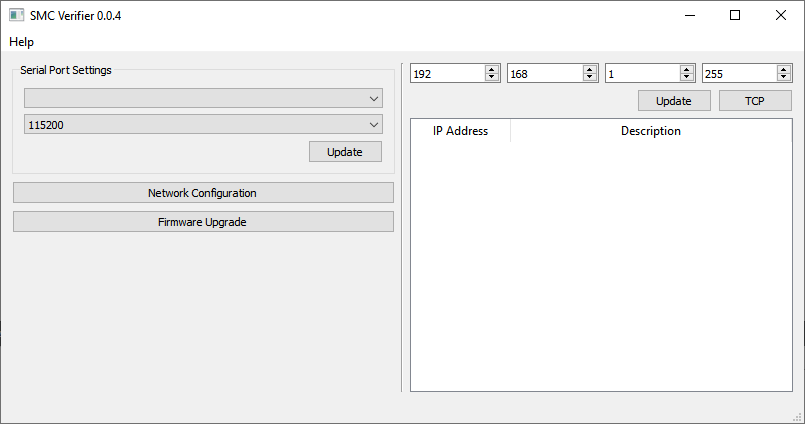 SMC Verifier 0.0.4
Help
Serial Port Settings
115200
Update
Network Configuration
Firmware Upgrade
192 168 1 255
Update TCP
IP Address Description